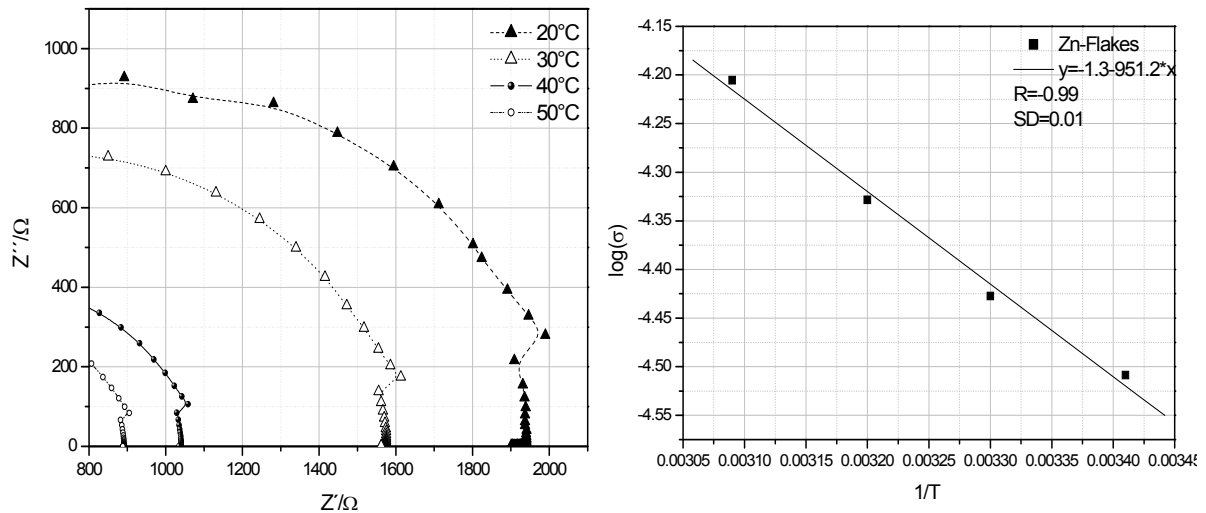 1000
800
600
400
200
0
Z´´/Ω
800 1000 1200 1400 1600 1800 2000
Z´/Ω
20°C
30°C
40°C
50°C
-4.15
-4.20
-4.25
-4.30
-4.35
-4.40
-4.45
-4.50
-4.55
log(σ)
0.00305 0.00310 0.00315 0.00320 0.00325 0.00330 0.00335 0.00340 0.00345
1/T
Zn-Flakes
y=-1.3-951.2*x
R=-0.99
SD=0.01